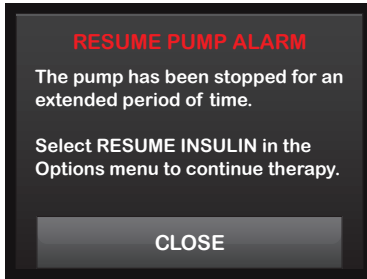 RESUME PUMP ALARM
The pump has been stopped for an
extended period of time.
Select RESUME INSULIN in the
Options menu to continue therapy.
CLOSE